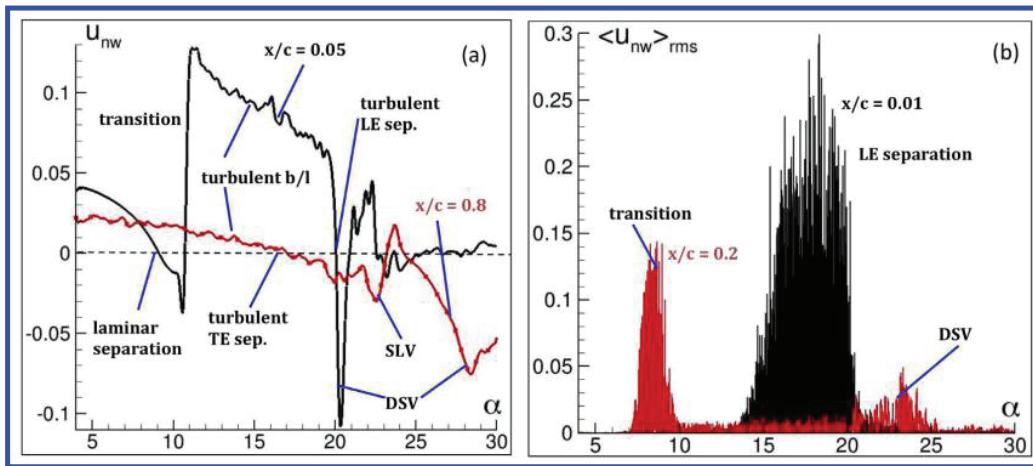 u_nw
(a)
x/c = 0.05
transition
turbulent
LE sep.
turbulent b/l
x/c = 0.8
laminar
separation
turbulent
TE sep.
SLV
DSV
α
0.1
0.05
0
-0.05
-0.1
5 10 15 20 25 30
<u_nw>_rms
(b)
x/c = 0.01
LE separation
transition
x/c = 0.2
DSV
α
0.3
0.25
0.2
0.15
0.1
0.05
0
5 10 15 20 25 30